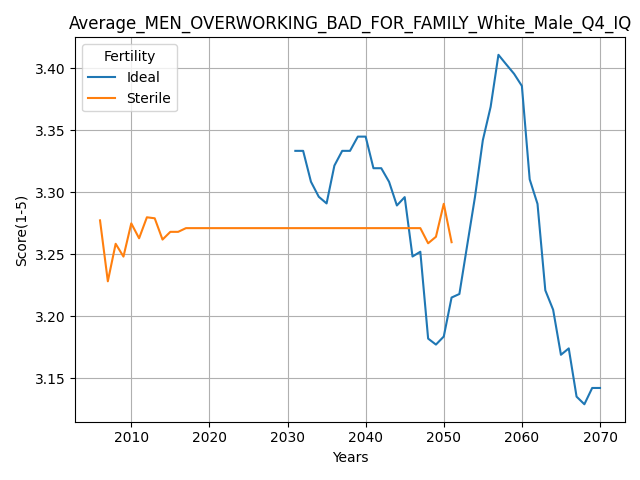 Average_MEN_OVERWORKING_BAD_FOR_FAMILY_White_Male_Q4_IQ
Fertility
Ideal
Sterile
3.40
3.35
3.30
3.25
3.20
3.15
Score(1-5)
2010 2020 2030 2040 2050 2060 2070
Years